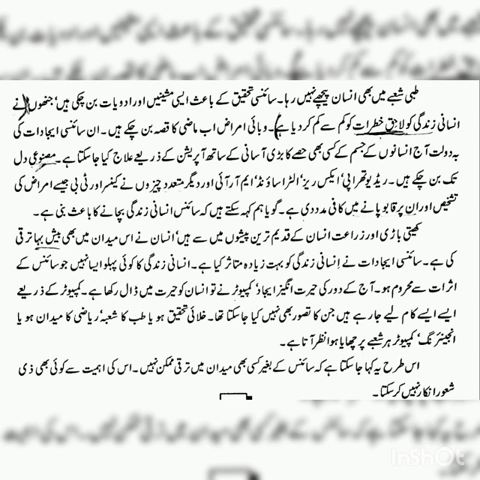 طبی شعبے میں بھی انسان پیچھے نہیں رہا۔ سائنسی تحقیق کے باعث ایسی مشینیں اور ادویات بن چکی ہیں‘ جنھوں نے
انسانی زندگی کو لاحق خطرات کو کم سے کم کر دیا ہے۔ وبائی امراض اب ماضی کا قصہ بن چکے ہیں۔ ان سائنسی ایجادات کی
بہ دولت آج انسانوں کے جسم کے کسی بھی حصے کا بڑی آسانی کے ساتھ آپریشن کے ذریعے علاج کیا جا سکتا ہے۔ مصنوعی دل
تک بن چکے ہیں۔ ریڈیو تھراپی‘ ایکس ریز‘ الٹرا ساؤنڈ‘ ایم آر آئی اور دیگر متعدد چیزوں نے کینسر اور ٹی بی جیسے امراض کی
تشخیص اور ان پر قابو پانے میں کافی مدد دی ہے۔ گویا ہم کہہ سکتے ہیں کہ سائنس انسانی زندگی بچانے کا باعث بنی ہے۔
کھیتی باڑی اور زراعت انسان کے قدیم ترین پیشوں میں سے ہیں‘ انسان نے اس میدان میں بھی بیش بہا ترقی
کی ہے۔ سائنسی ایجادات نے انسانی زندگی کو بہت زیادہ متاثر کیا ہے۔ انسانی زندگی کا کوئی پہلو ایسا نہیں جو سائنس کے
اثرات سے محروم ہو۔ آج کے دور کی حیرت انگیز ایجاد‘ کمپیوٹر نے تو انسان کو حیرت میں ڈال رکھا ہے۔ کمپیوٹر کے ذریعے
ایسے ایسے کام لیے جا رہے ہیں جن کا تصور بھی نہیں کیا جا سکتا تھا۔ خلائی تحقیق ہو یا طب کا شعبہ‘ ریاضی کا میدان ہو یا
انجینئرنگ‘ کمپیوٹر ہر شعبے پر چھایا ہوا نظر آتا ہے۔
اس طرح یہ کہا جا سکتا ہے کہ سائنس کے بغیر کسی بھی میدان میں ترقی ممکن نہیں۔ اس کی اہمیت سے کوئی بھی ذی
شعور انکار نہیں کر سکتا۔
InShOt